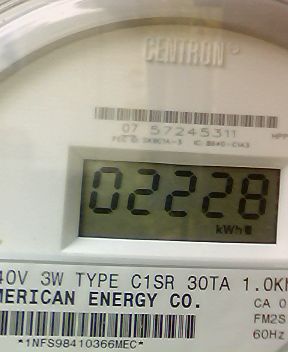 CENTRON®
07 57245311
02228
kWh
40V 3W TYPE C1SR 30TA 1.0K
MERICAN ENERGY CO.
CA 0
FM2S
60Hz
*1NFS98410366MEC*